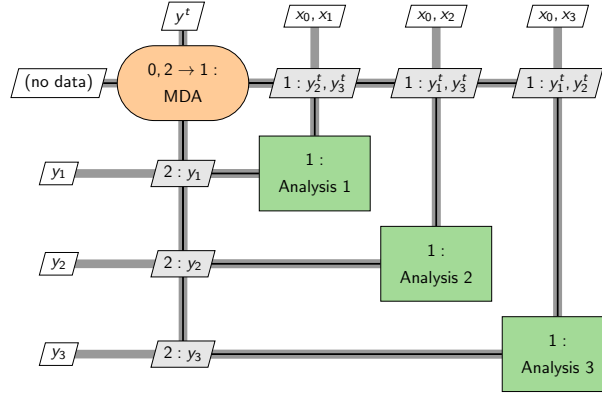 y^t
x_0, x_1
x_0, x_2
x_0, x_3
(no data)
0, 2 → 1 :
MDA
1 : y_2^t, y_3^t
1 : y_1^t, y_3^t
1 : y_1^t, y_2^t
y_1
2 : y_1
1 :
Analysis 1
y_2
2 : y_2
1 :
Analysis 2
y_3
2 : y_3
1 :
Analysis 3